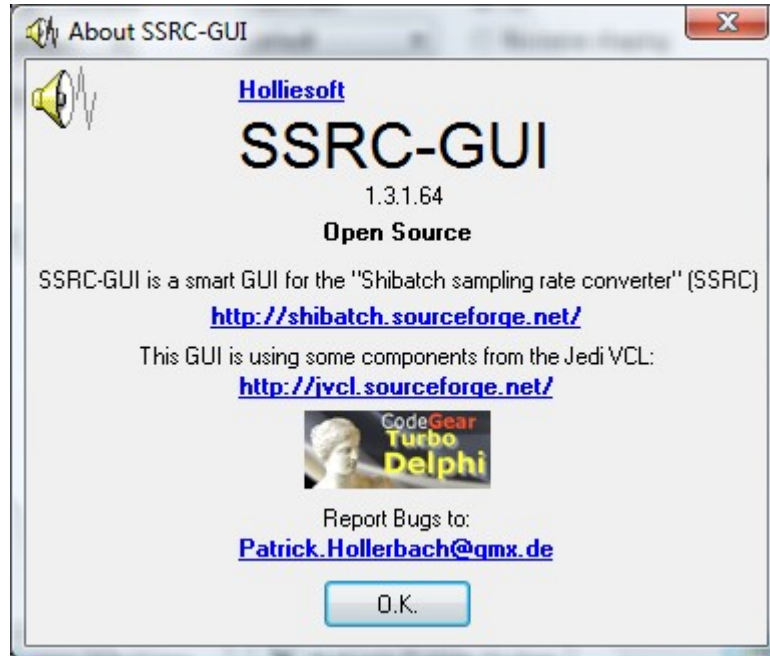 About SSRC-GUI
Holliesoft
SSRC-GUI
1.3.1.64
Open Source
SSRC-GUI is a smart GUI for the "Shibatch sampling rate converter" (SSRC)
http://shibatch.sourceforge.net/
This GUI is using some components from the Jedi VCL:
http://jvcl.sourceforge.net/
CodeGear
Turbo
Delphi
Report Bugs to:
Patrick.Hollerbach@gmx.de
O.K.